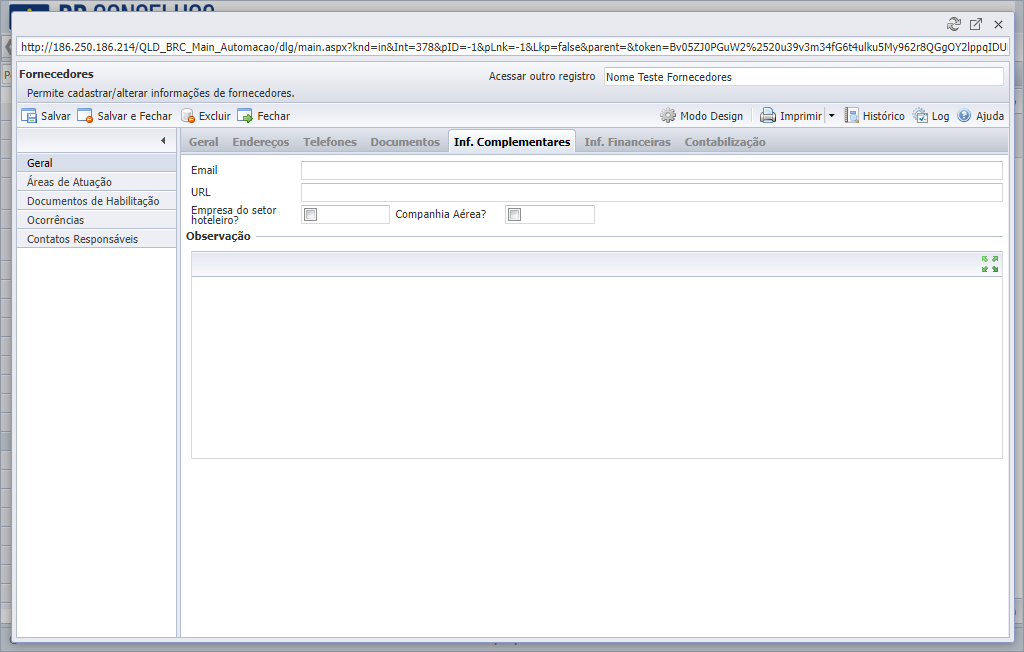 BR CONSELHOS
http://186.250.186.214/QLD_BRC_Main_Automacao/dlg/main.aspx?knd=in&Int=378&pID=-1&pLnk=-1&Lkp=false&parent=&token=Bv05ZJ0PGuW2%2520u39v3m34fG6t4ulku5My962r8QGgOY2lppqIDU
Fornecedores
Acessar outro registro Nome Teste Fornecedores
Permite cadastrar/alterar informações de fornecedores.
Salvar Salvar e Fechar Excluir Fechar Modo Design Imprimir Histórico Log Ajuda
Geral Endereços Telefones Documentos Inf. Complementares Inf. Financeiras Contabilização
Geral
Áreas de Atuação
Documentos de Habilitação
Ocorrências
Contatos Responsáveis
Email
URL
Empresa do setor
hoteleiro?
Companhia Aérea?
Observação